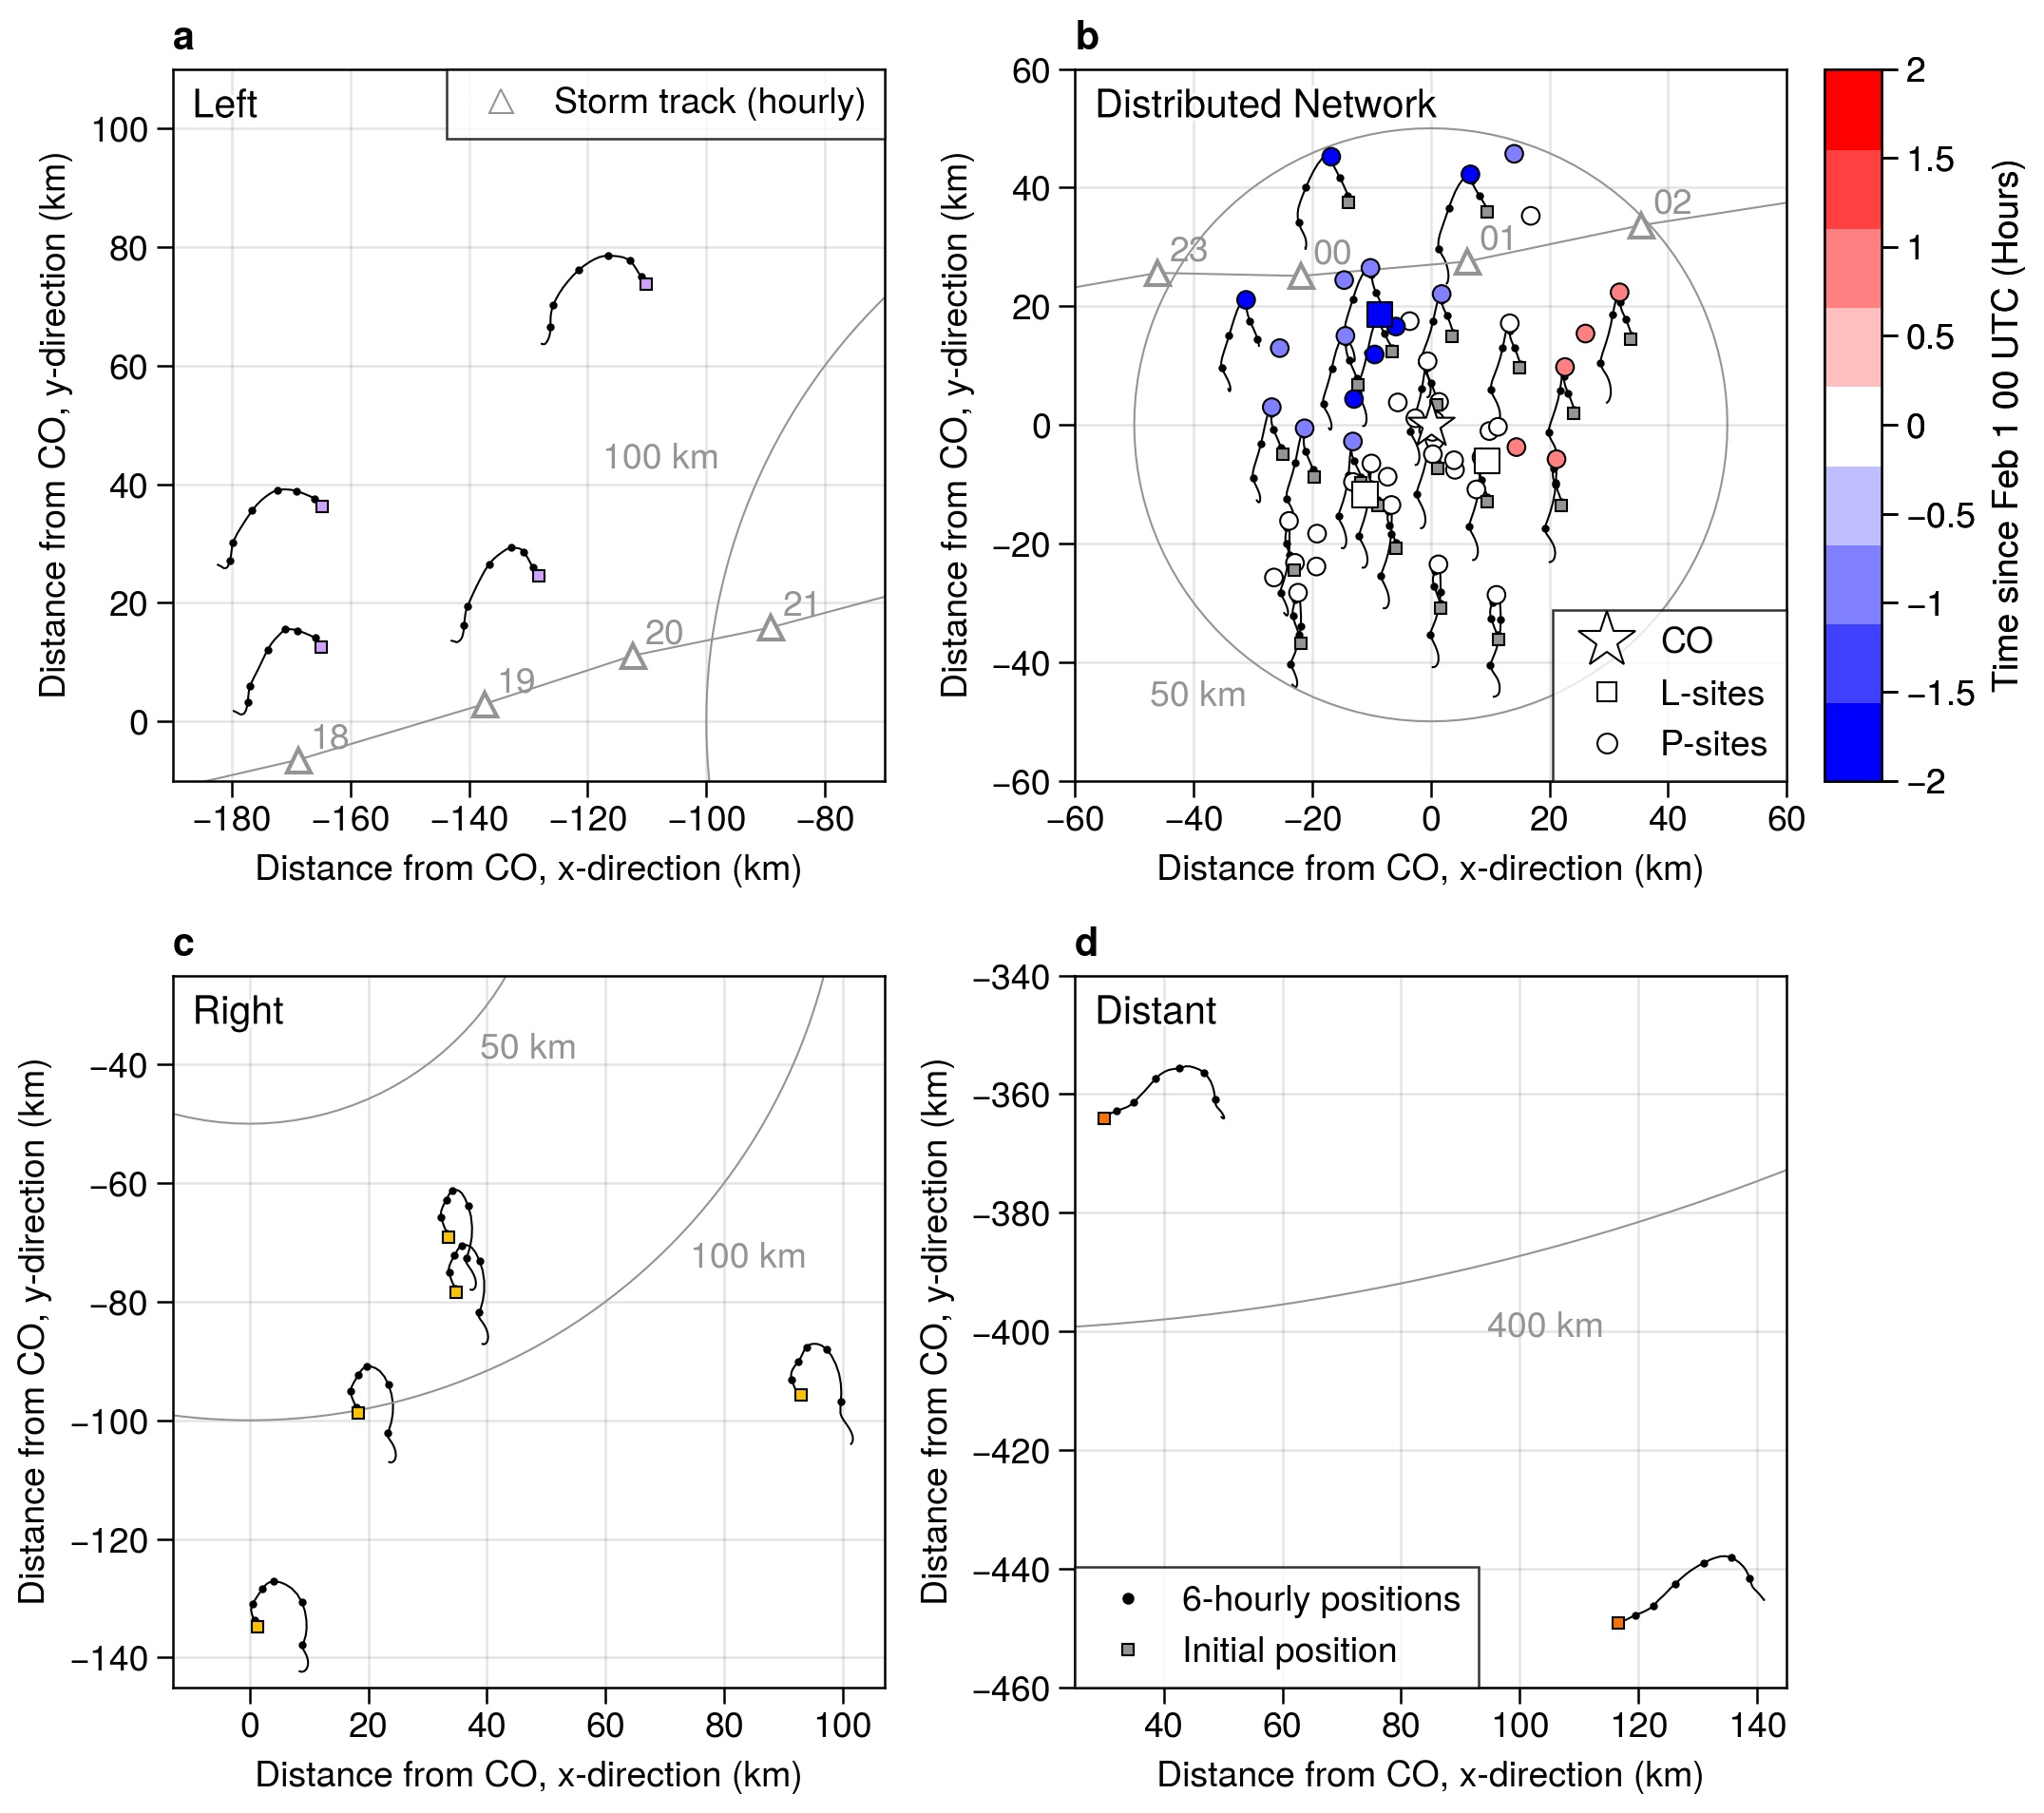 a
Left
Storm track (hourly)
100
80
60
40
20
0
100 km
18
19
20
21
−180
−160
−140
−120
−100
−80
Distance from CO, x-direction (km)
Distance from CO, y-direction (km)
b
Distributed Network
60
40
20
0
−20
−40
−60
23
00
01
02
50 km
CO
L-sites
P-sites
−60
−40
−20
0
20
40
60
Distance from CO, x-direction (km)
Distance from CO, y-direction (km)
2
1.5
1
0.5
0
−0.5
−1
−1.5
−2
Time since Feb 1 00 UTC (Hours)
c
Right
50 km
100 km
−40
−60
−80
−100
−120
−140
0
20
40
60
80
100
Distance from CO, x-direction (km)
Distance from CO, y-direction (km)
d
Distant
−340
−360
−380
−400
−420
−440
−460
400 km
6-hourly positions
Initial position
40
60
80
100
120
140
Distance from CO, x-direction (km)
Distance from CO, y-direction (km)